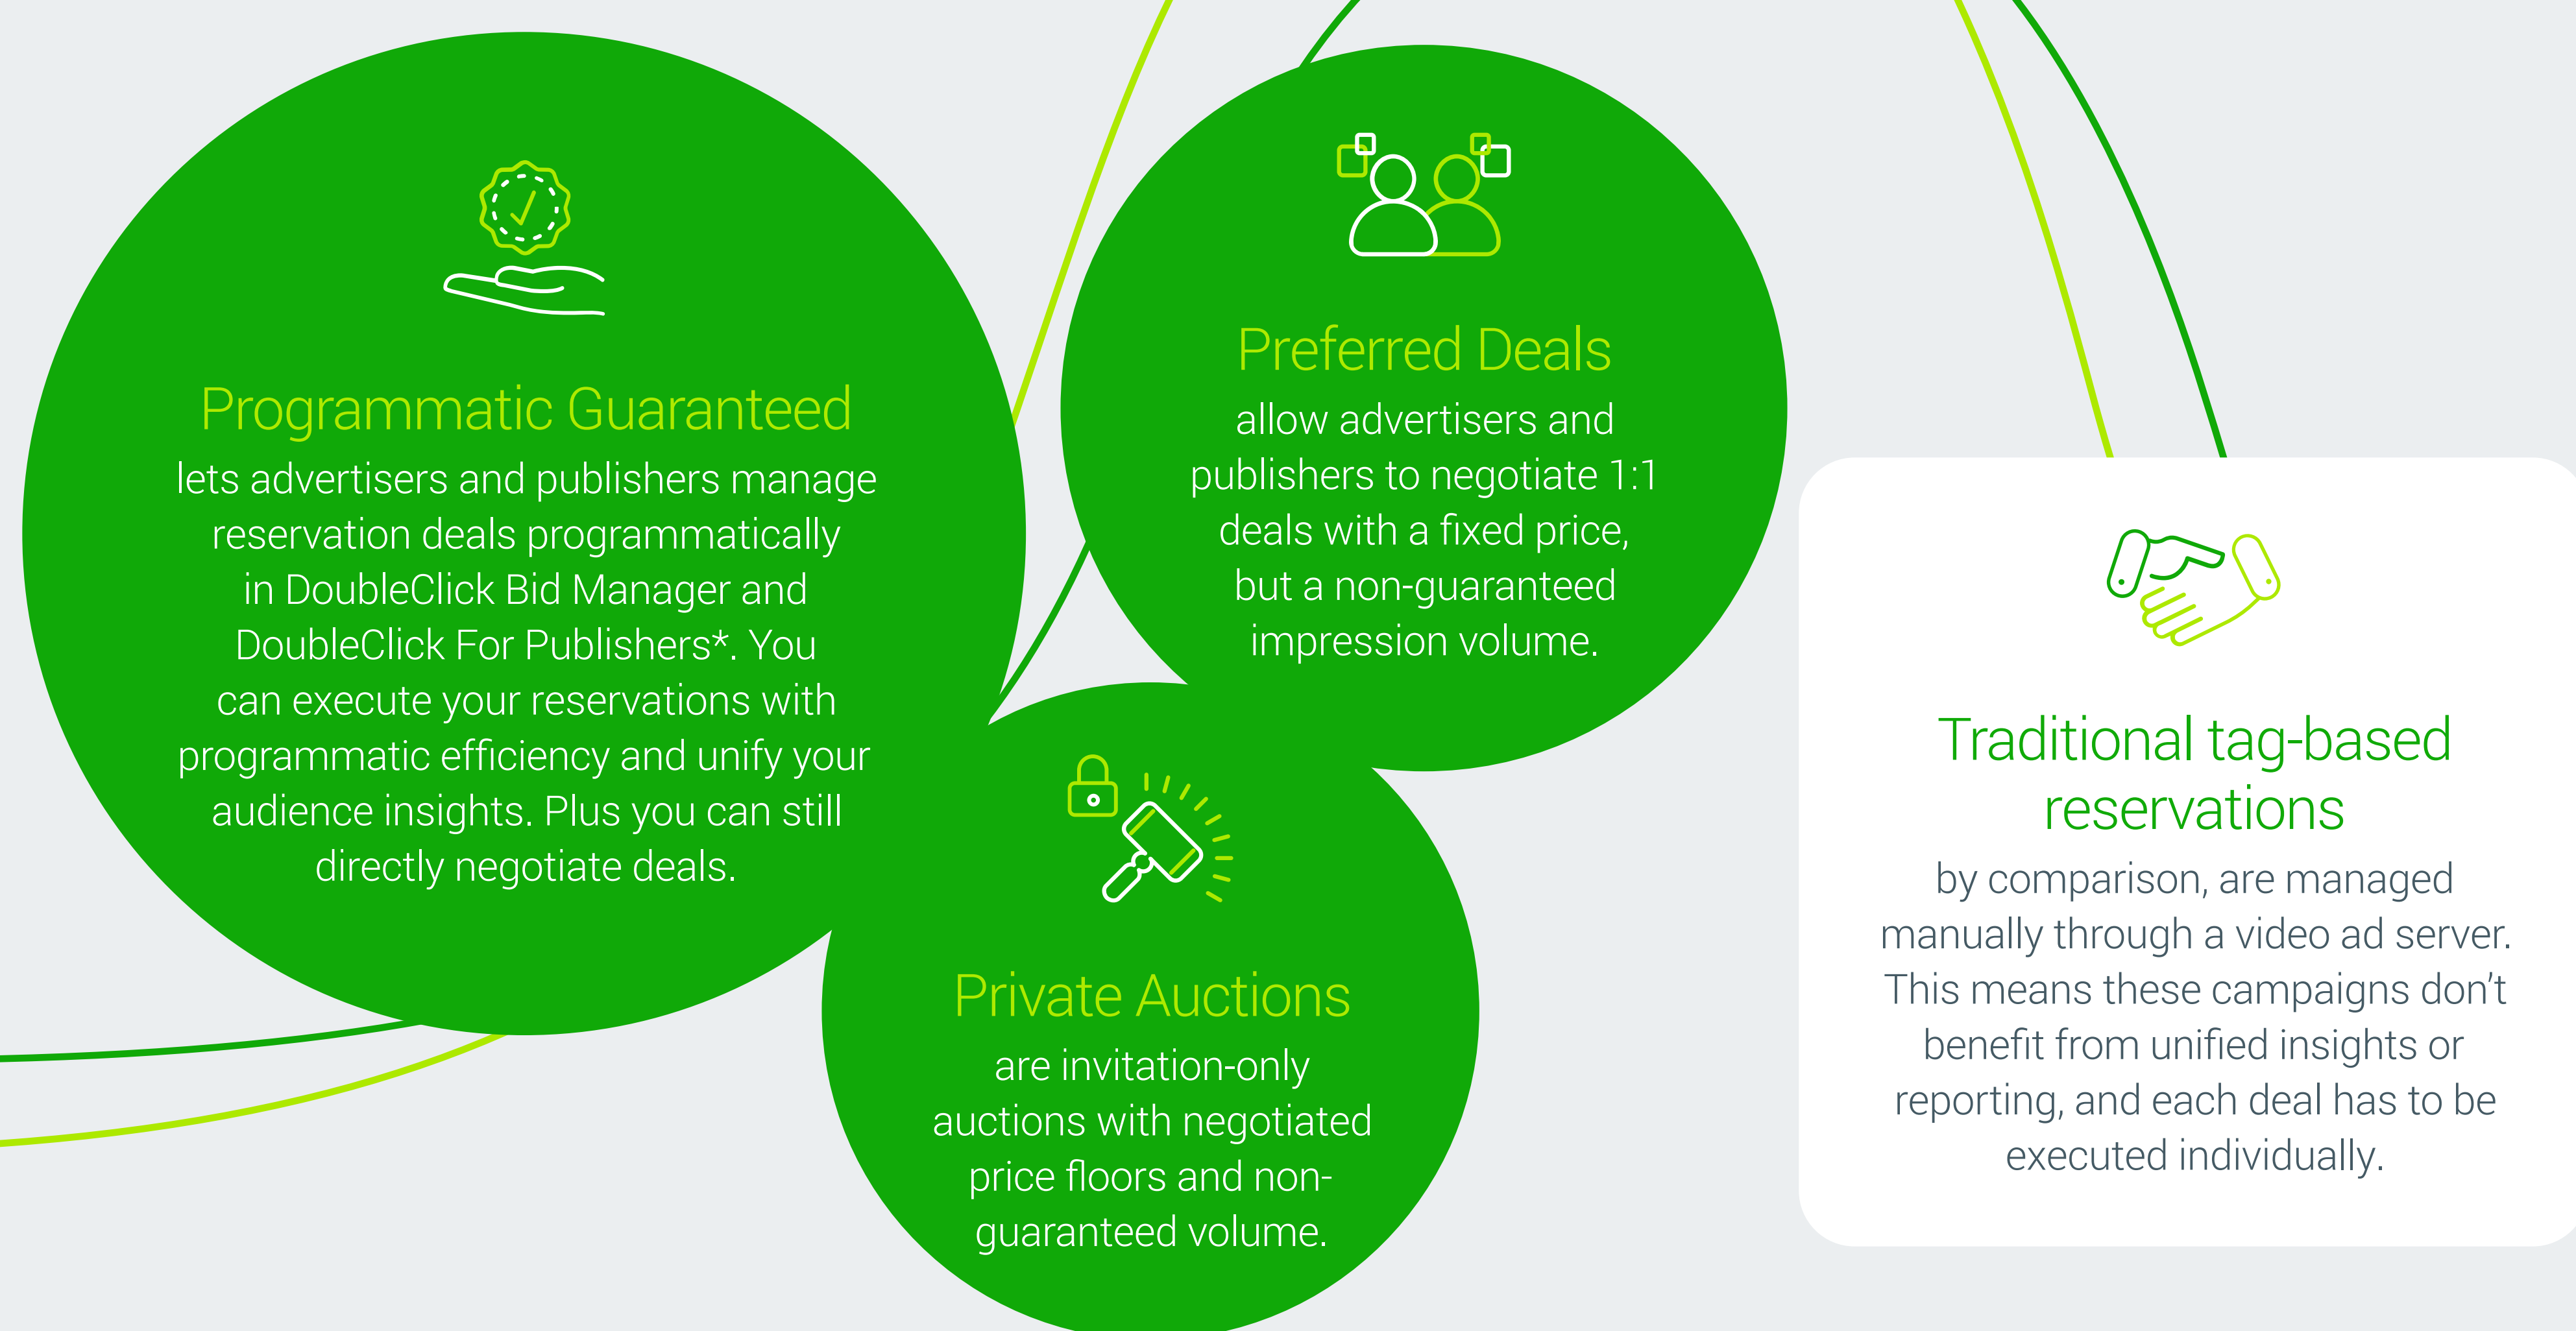 Programmatic Guaranteed
lets advertisers and publishers manage
reservation deals programmatically
in DoubleClick Bid Manager and
DoubleClick For Publishers*. You
can execute your reservations with
programmatic efficiency and unify your
audience insights. Plus you can still
directly negotiate deals.
Preferred Deals
allow advertisers and
publishers to negotiate 1:1
deals with a fixed price,
but a non-guaranteed
impression volume.
Private Auctions
are invitation-only
auctions with negotiated
price floors and non-
guaranteed volume.
Traditional tag-based
reservations
by comparison, are managed
manually through a video ad server.
This means these campaigns don’t
benefit from unified insights or
reporting, and each deal has to be
executed individually.